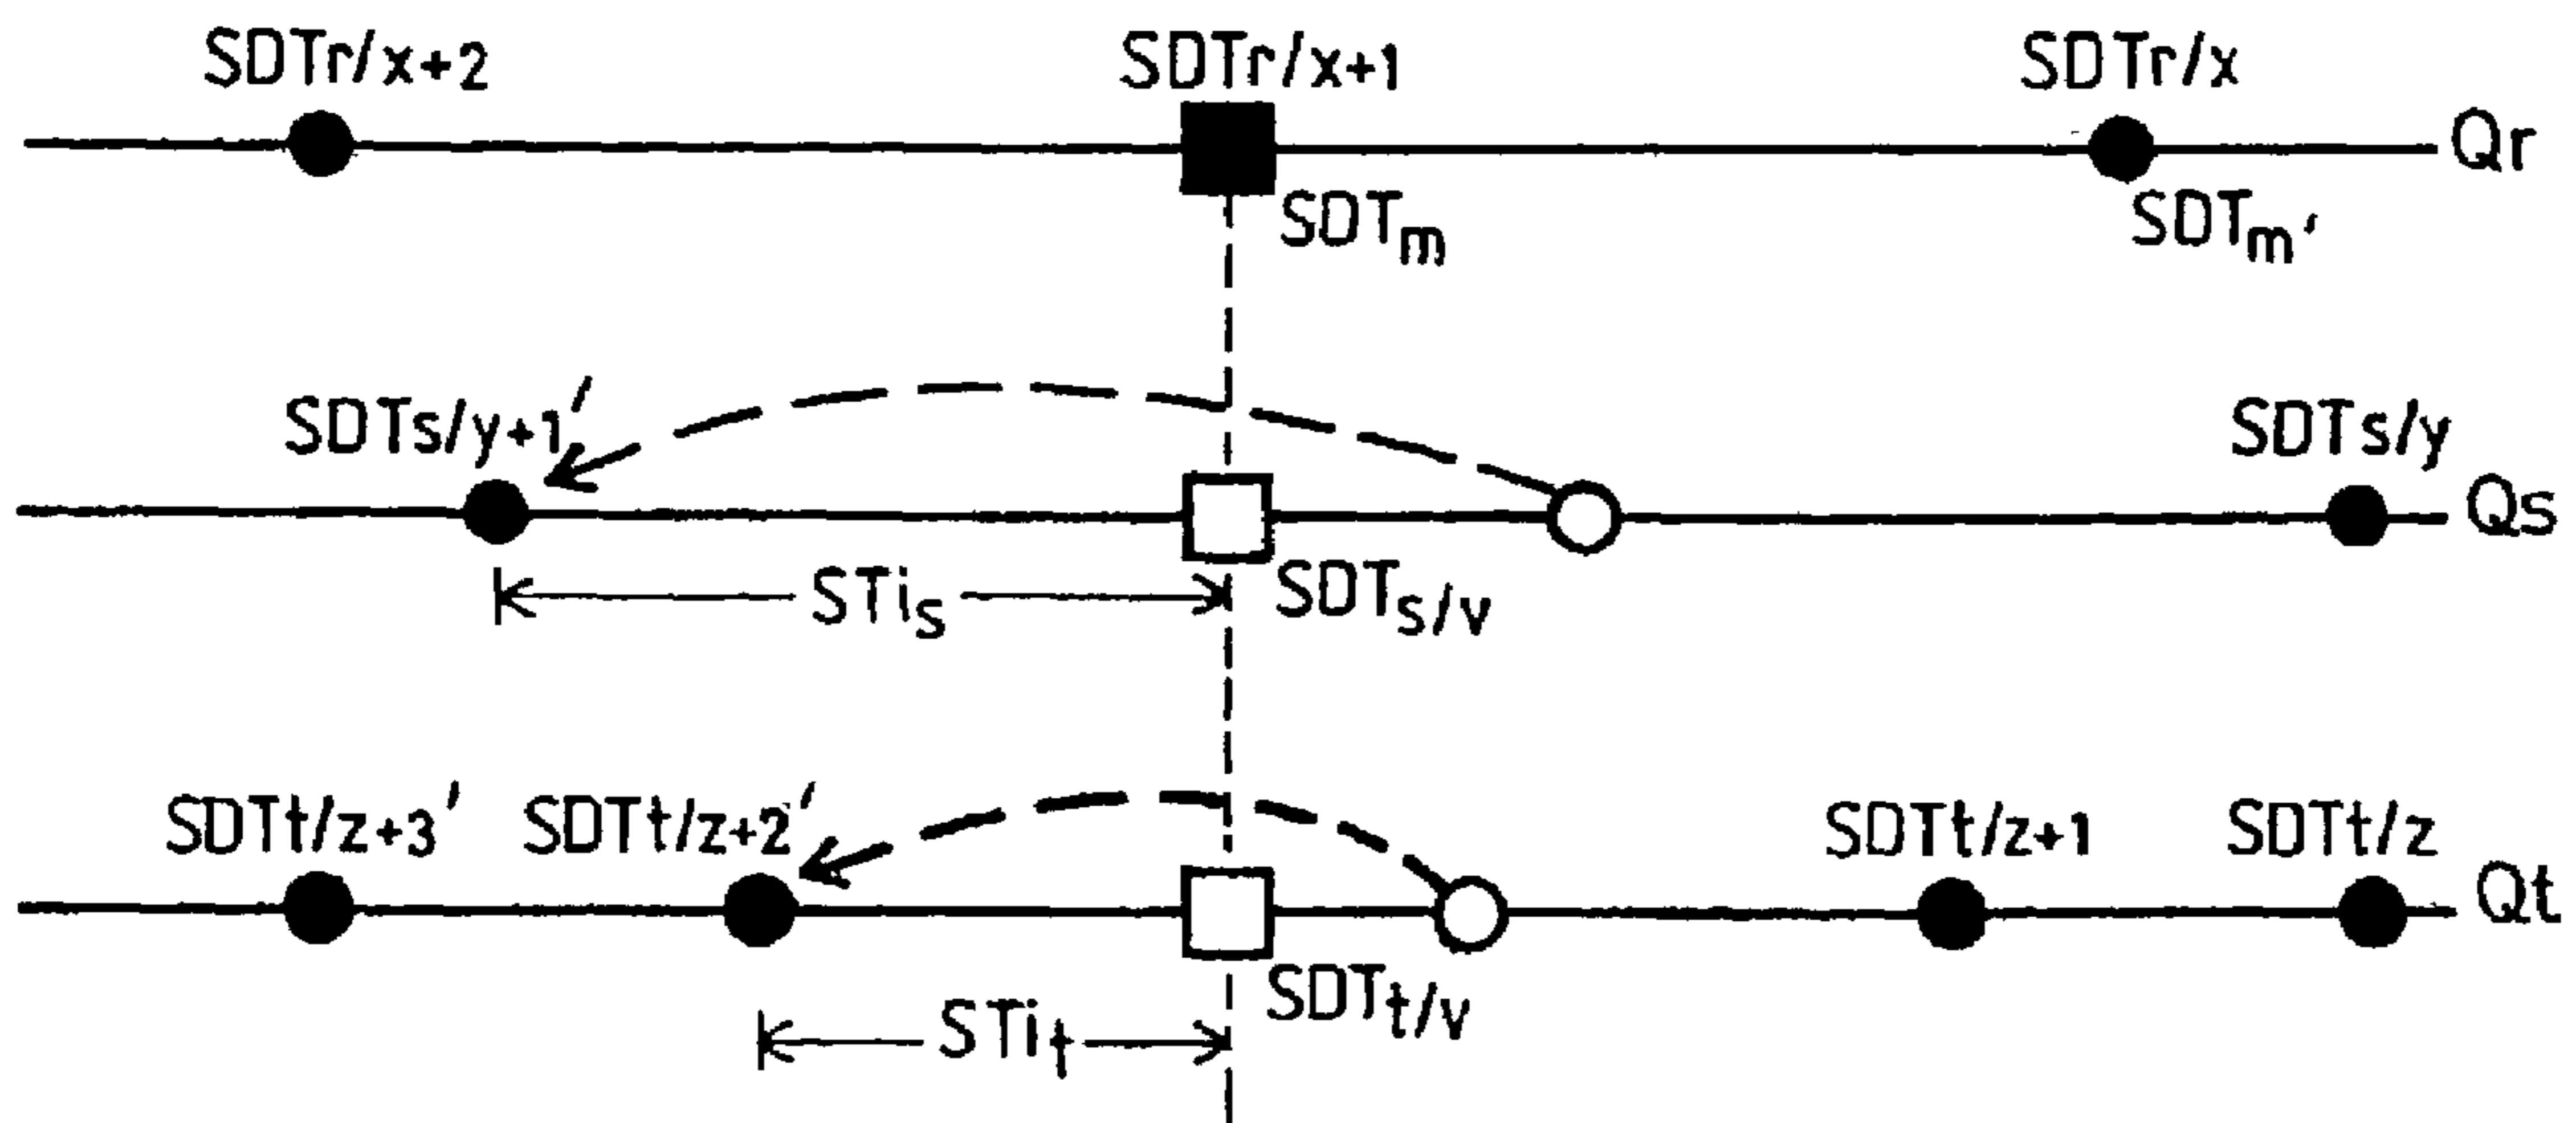 SDTr/x+2 SDTr/x+1 SDTr/x
Qr
SDTm SDTm'
SDTs/y+1' SDTs/y
Qs
STis SDTs/v
SDTt/z+3' SDTt/z+2' SDTt/z+1 SDTt/z
Qt
STit SDTt/v